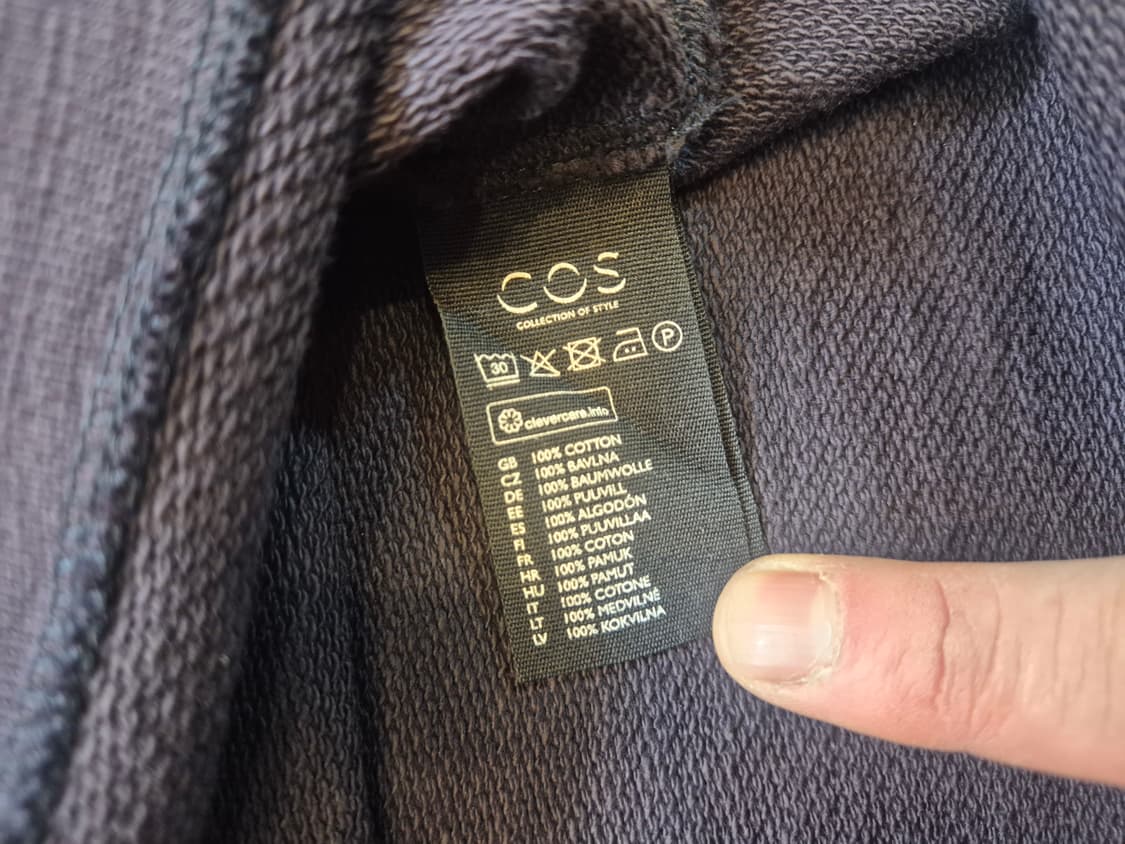 COS
COLLECTION OF STYLE
30 P
clevercare.info
GB 100% COTTON
CZ 100% BAVLNA
DE 100% BAUMWOLLE
EE 100% PUUVILL
ES 100% ALGODÓN
FI 100% PUUVILLAA
FR 100% COTON
HR 100% PAMUK
HU 100% PAMUT
IT 100% COTONE
LT 100% MEDVILNĖ
LV 100% KOKVILNA